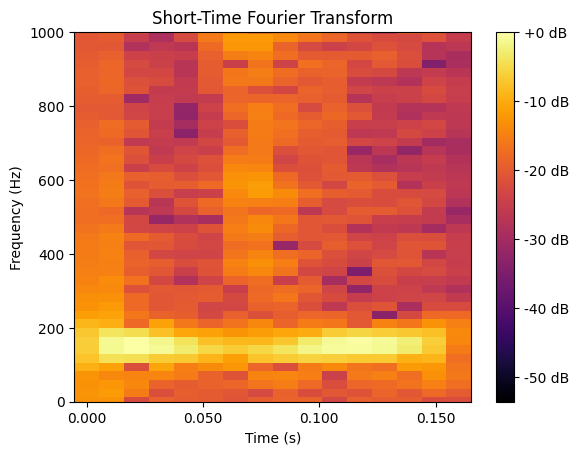 Short-Time Fourier Transform
1000
800
600
400
200
0
Frequency (Hz)
0.000
0.050
0.100
0.150
Time (s)
+0 dB
-10 dB
-20 dB
-30 dB
-40 dB
-50 dB